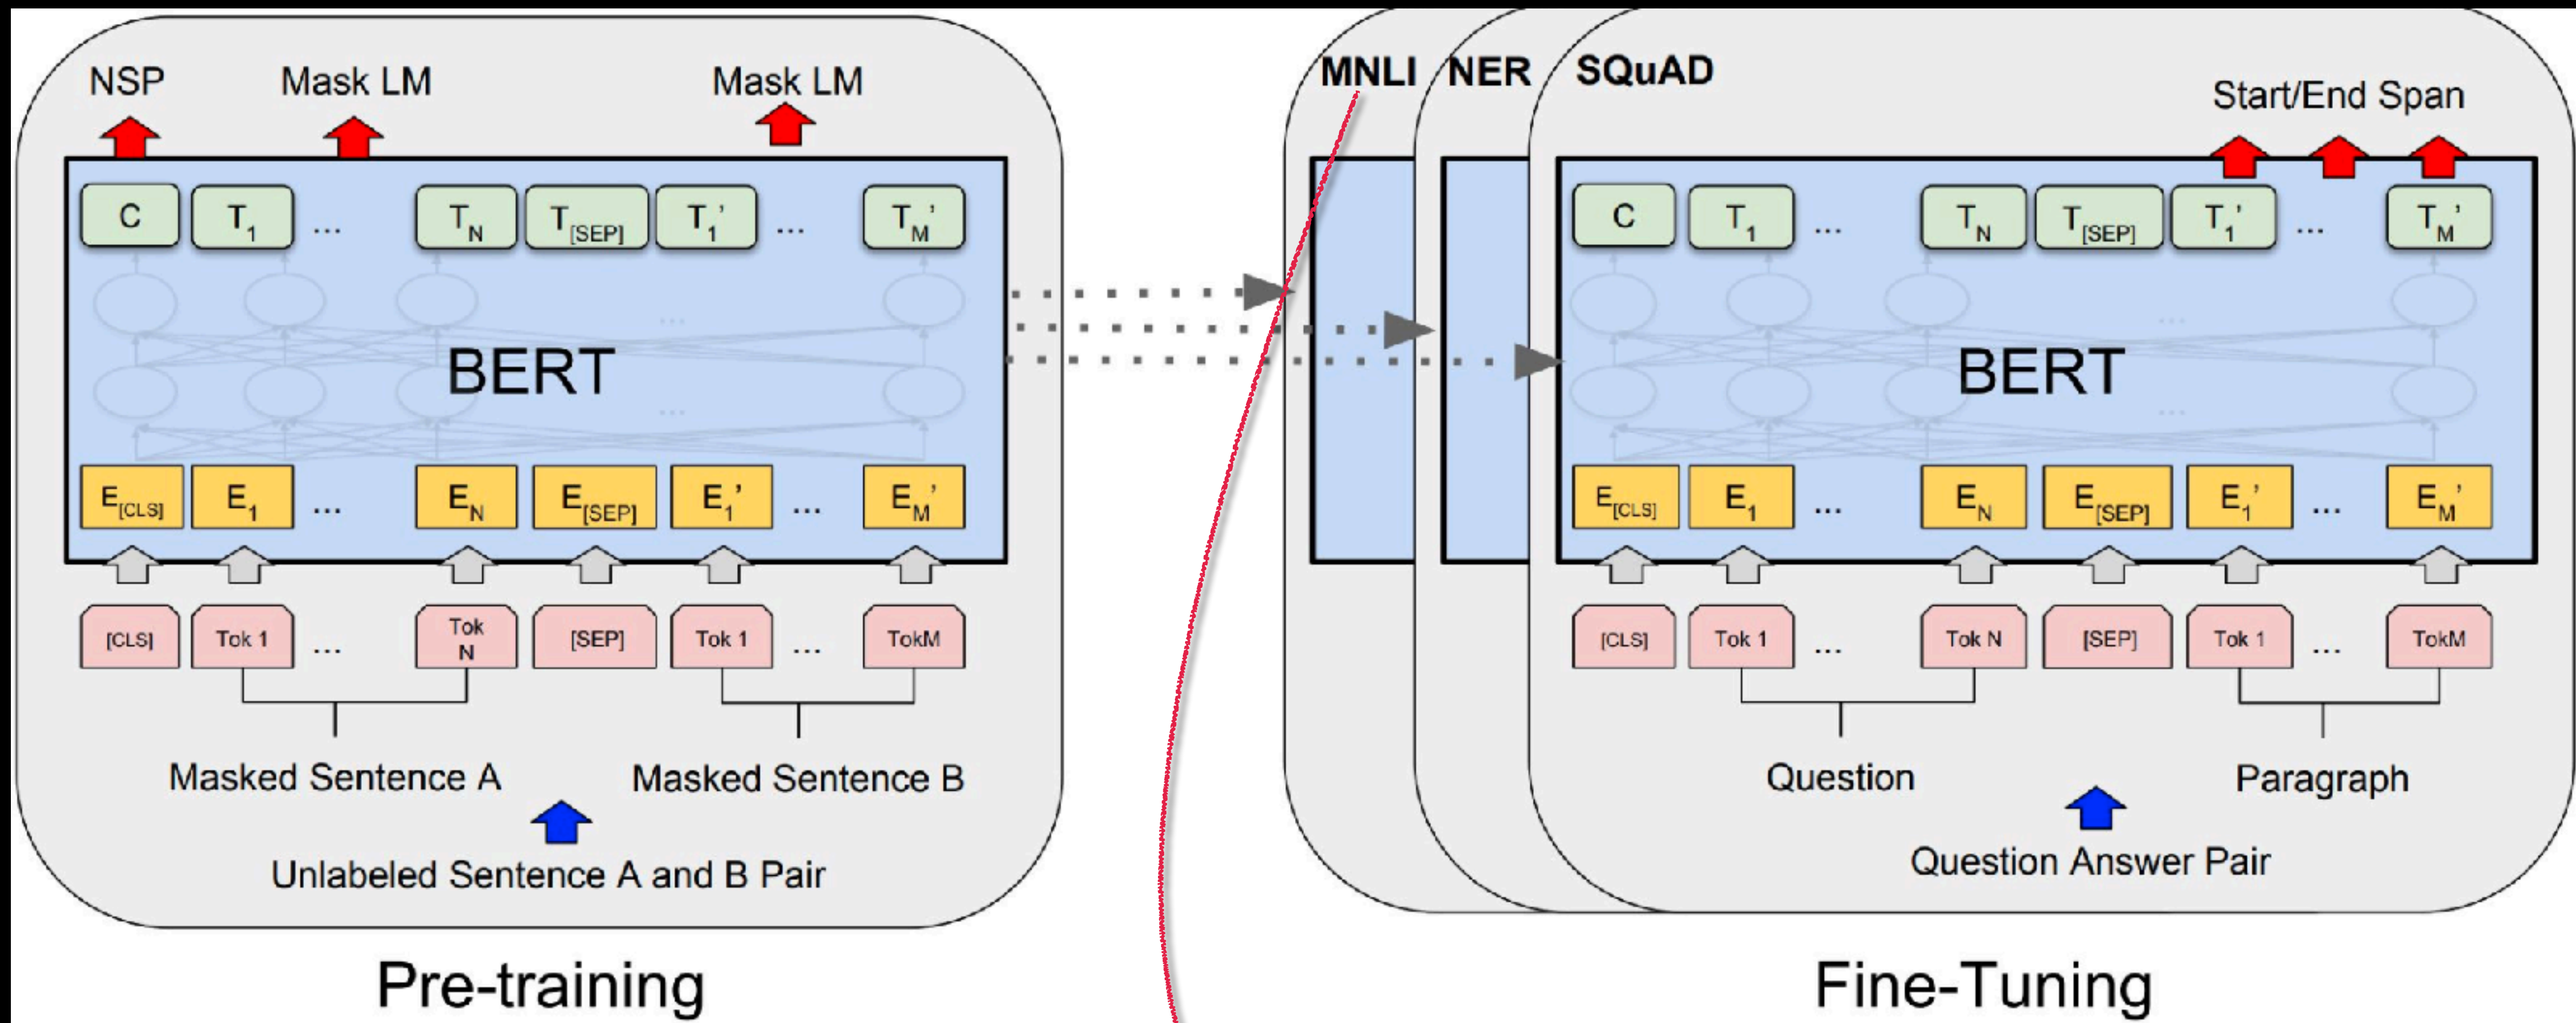 NSP Mask LM Mask LM
C T1 ... TN T[SEP] T1' ... TM'
...
BERT
...
E[CLS] E1 ... EN E[SEP] E1' ... EM'
[CLS] Tok 1 ... Tok N [SEP] Tok 1 ... TokM
Masked Sentence A Masked Sentence B
Unlabeled Sentence A and B Pair
Pre-training
MNLI NER SQuAD
Start/End Span
C T1 ... TN T[SEP] T1' ... TM'
...
BERT
...
E[CLS] E1 ... EN E[SEP] E1' ... EM'
[CLS] Tok 1 ... Tok N [SEP] Tok 1 ... TokM
Question Paragraph
Question Answer Pair
Fine-Tuning